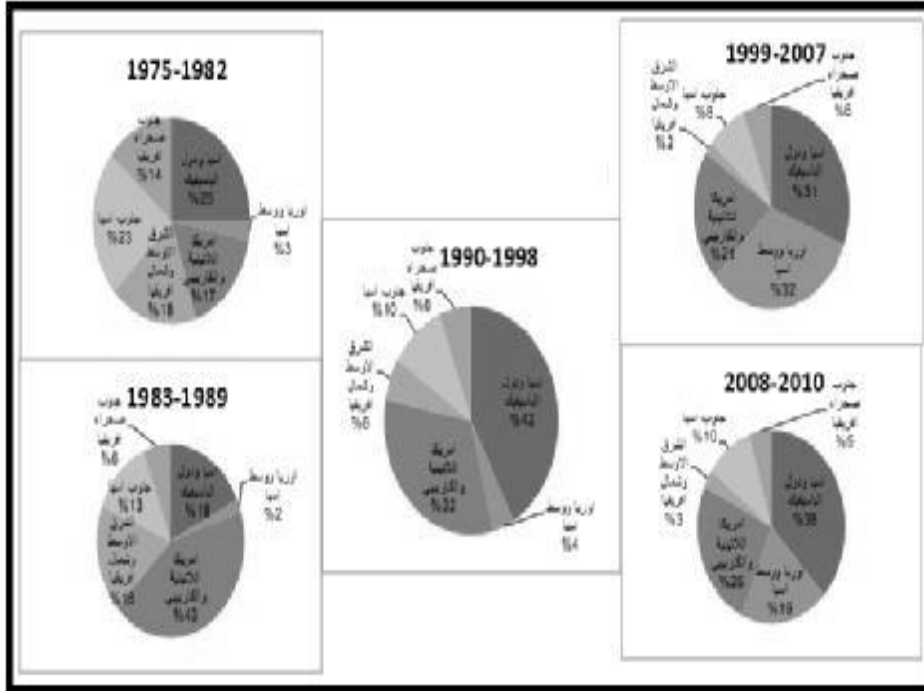 1975-1982
جنوب
صحراء
افريقيا
%14
اسيا ودول
الباسيفيك
%25
اوربا ووسط
اسيا
%3
امريكا
اللاتينية
والكاريبي
%17
الشرق
الاوسط
وشمال
افريقيا
%18
جنوب اسيا
%23
1983-1989
جنوب
صحراء
افريقيا
اسيا ودول
الباسيفيك
اوربا ووسط
اسيا
%2
امريكا
اللاتينية
والكاريبي
الشرق
الاوسط
وشمال
افريقيا
جنوب اسيا
%13
1990-1998
جنوب
صحراء
افريقيا
جنوب اسيا
%10
الشرق
الاوسط
وشمال
افريقيا
اسيا ودول
الباسيفيك
%42
امريكا
اللاتينية
والكاريبي
اوربا ووسط
اسيا
%4
1999-2007
جنوب
صحراء
افريقيا
جنوب اسيا
الشرق
الاوسط
وشمال
افريقيا
اسيا ودول
الباسيفيك
%31
امريكا
اللاتينية
والكاريبي
اوربا ووسط
اسيا
%32
2008-2010
جنوب
صحراء
افريقيا
جنوب اسيا
%10
الشرق
الاوسط
وشمال
افريقيا
%3
اسيا ودول
الباسيفيك
%38
امريكا
اللاتينية
والكاريبي
اوربا ووسط
اسيا
%19